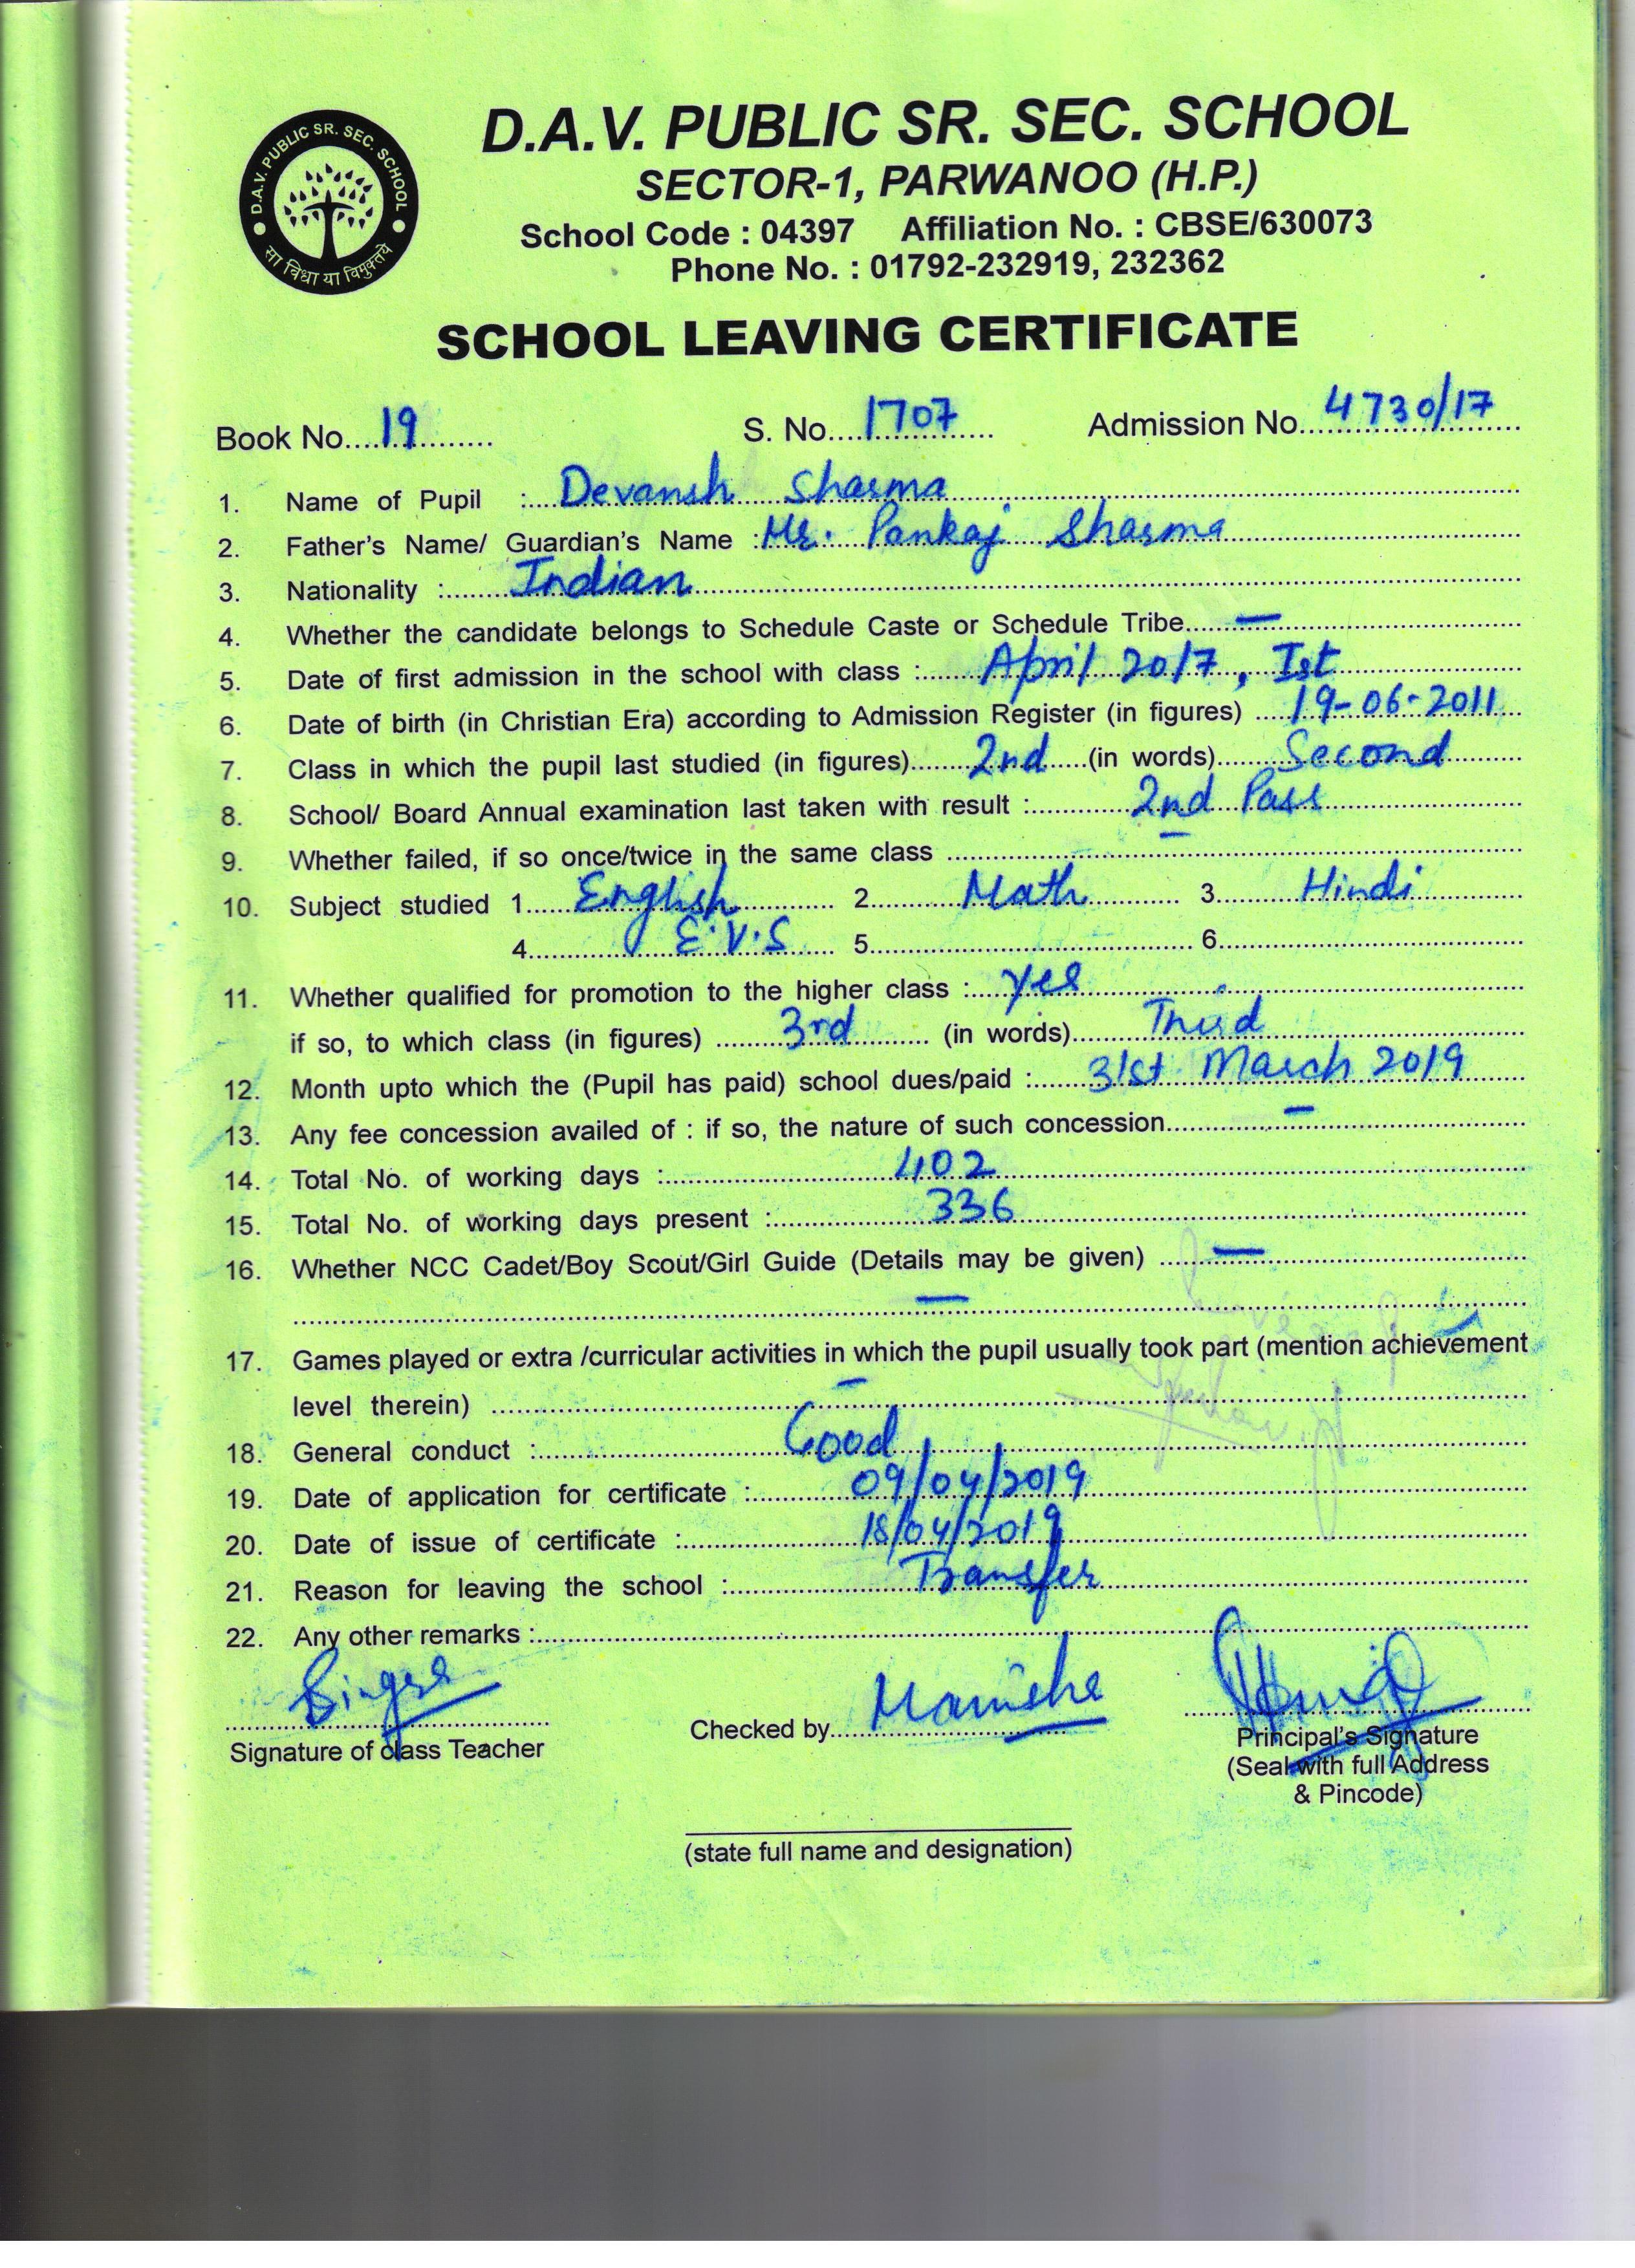 D.A.V. PUBLIC SR. SEC. SCHOOL
सा विद्या या विमुक्तये
D.A.V. PUBLIC SR. SEC. SCHOOL
SECTOR-1, PARWANOO (H.P.)
School Code : 04397 Affiliation No. : CBSE/630073
Phone No. : 01792-232919, 232362
SCHOOL LEAVING CERTIFICATE
Book No....19......... S. No....1707............ Admission No....4730/17............
1. Name of Pupil :....Devansh Sharma............
2. Father's Name/ Guardian's Name :Mr. Pankaj Sharma............
3. Nationality :......Indian............
4. Whether the candidate belongs to Schedule Caste or Schedule Tribe......—............
5. Date of first admission in the school with class :......April 2017, Ist............
6. Date of birth (in Christian Era) according to Admission Register (in figures) ....19-06-2011...
7. Class in which the pupil last studied (in figures)......2nd.....(in words)......Second............
8. School/ Board Annual examination last taken with result :............2nd Pass............
9. Whether failed, if so once/twice in the same class ............—............
10. Subject studied 1.....English............ 2............Math............ 3............Hindi............
4............E.V.S...... 5............ 6............
11. Whether qualified for promotion to the higher class :....yes............
if so, to which class (in figures) .........3rd.......... (in words).........Third............
12. Month upto which the (Pupil has paid) school dues/paid :......31st March 2019......
13. Any fee concession availed of : if so, the nature of such concession............—............
14. Total No. of working days :............402............
15. Total No. of working days present :............336............
16. Whether NCC Cadet/Boy Scout/Girl Guide (Details may be given) ......—............
............—............
17. Games played or extra /curricular activities in which the pupil usually took part (mention achievement
level therein) ............—............
18. General conduct :............Good............
19. Date of application for certificate :............09/04/2019............
20. Date of issue of certificate :............18/04/2019............
21. Reason for leaving the school :............Transfer............
22. Any other remarks :............
Manisha
Signature of class Teacher Checked by............ Principal's Signature
(Seal with full Address
& Pincode)
(state full name and designation)